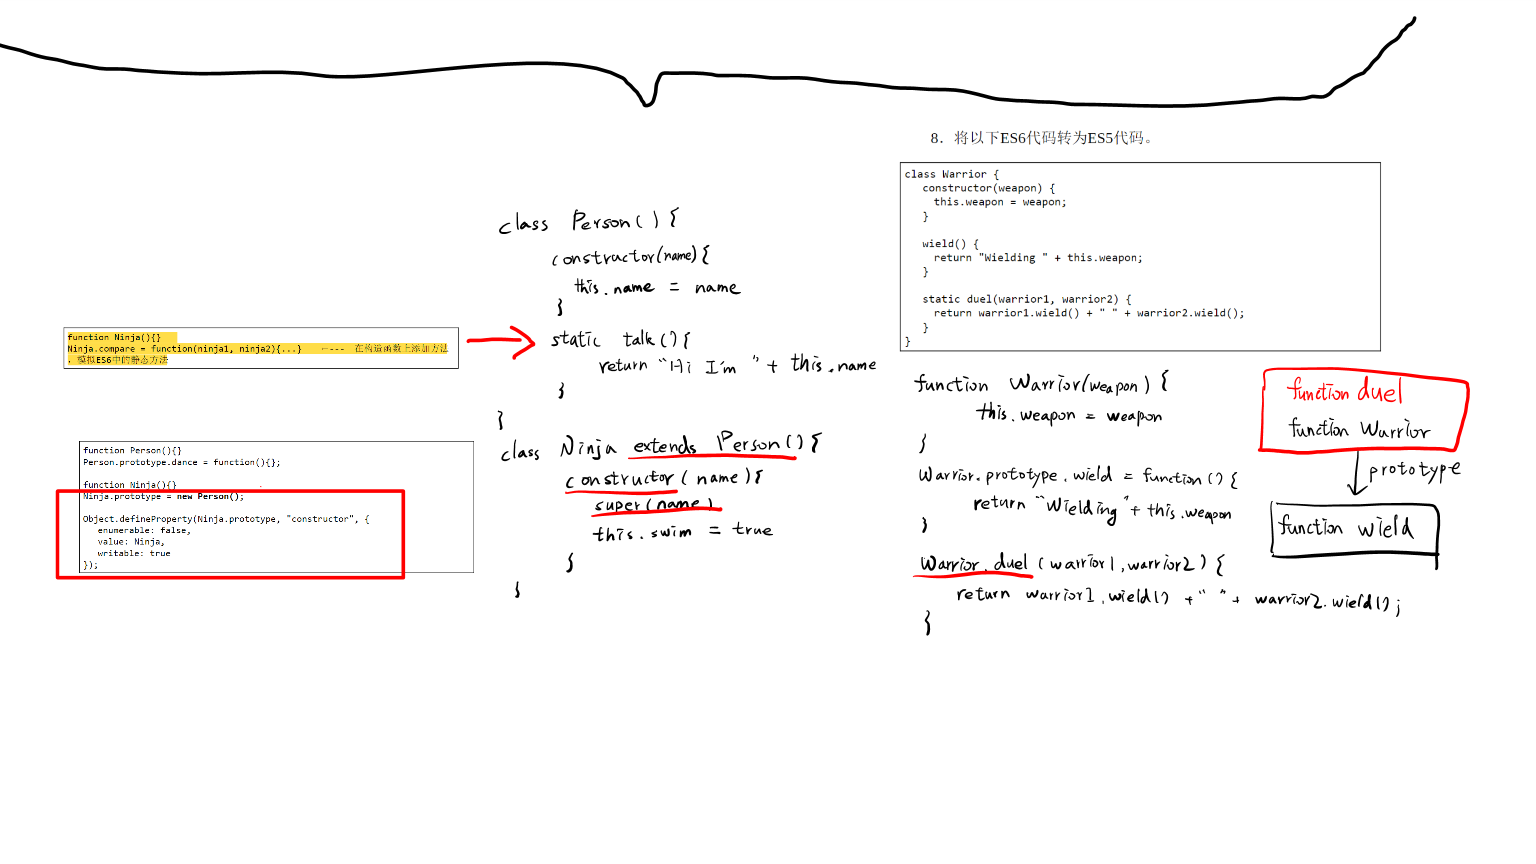 function Ninja(){}
Ninja.compare = function(ninja1, ninja2){...}    ←--- 在构造函数上添加方法
，模拟ES6中的静态方法
function Person(){}
Person.prototype.dance = function(){};
function Ninja(){}
Ninja.prototype = new Person();
Object.defineProperty(Ninja.prototype, "constructor", {
enumerable: false,
value: Ninja,
writable: true
});
class Person() {
constructor(name) {
this.name = name
}
static talk() {
return "Hi I'm " + this.name
}
}
class Ninja extends Person() {
constructor (name) {
super(name)
this.swim = true
}
}
8. 将以下ES6代码转为ES5代码。
class Warrior {
constructor(weapon) {
this.weapon = weapon;
}
wield() {
return "Wielding " + this.weapon;
}
static duel(warrior1, warrior2) {
return warrior1.wield() + " " + warrior2.wield();
}
}
function Warrior(weapon) {
this.weapon = weapon
}
Warrior.prototype.wield = function () {
return "Wielding " + this.weapon
}
Warrior.duel (warrior1, warrior2) {
return warrior1.wield() + " " + warrior2.wield();
}
function duel
function Warrior
prototype
function wield